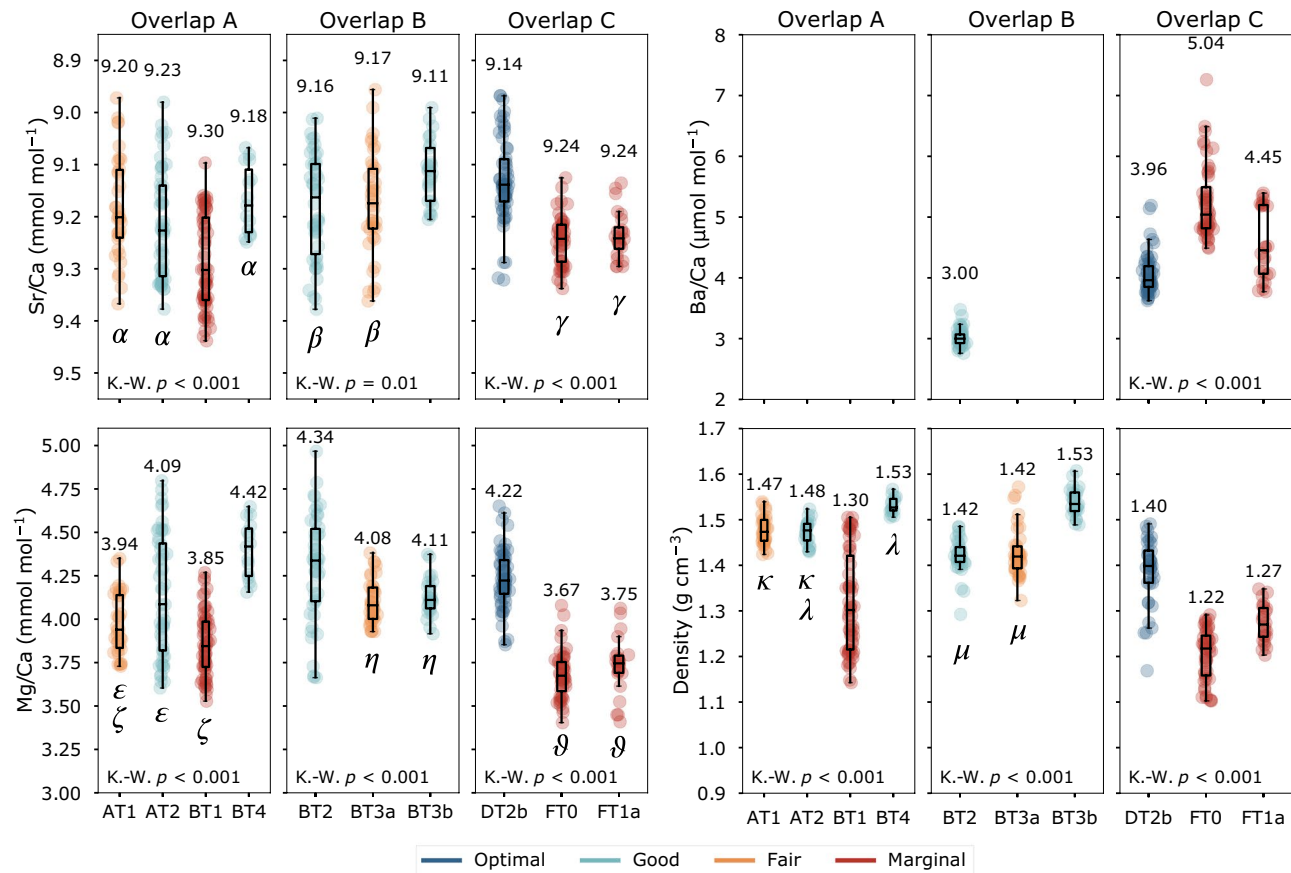 Overlap A Overlap B Overlap C
Sr/Ca (mmol mol⁻¹)
8.9
9.0
9.1
9.2
9.3
9.4
9.5
9.20 9.23 9.30 9.18
α α α
K.-W. p < 0.001
9.16 9.17 9.11
β β
K.-W. p = 0.01
9.14 9.24 9.24
γ γ
K.-W. p < 0.001
Overlap A Overlap B Overlap C
Ba/Ca (μmol mol⁻¹)
8
7
6
5
4
3
2
3.00
3.96 5.04 4.45
K.-W. p < 0.001
Mg/Ca (mmol mol⁻¹)
5.00
4.75
4.50
4.25
4.00
3.75
3.50
3.25
3.00
3.94 4.09 3.85 4.42
ε ε ζ
ζ
K.-W. p < 0.001
AT1 AT2 BT1 BT4
4.34 4.08 4.11
η η
K.-W. p < 0.001
BT2 BT3a BT3b
4.22 3.67 3.75
ϑ ϑ
K.-W. p < 0.001
DT2b FT0 FT1a
Density (g cm⁻³)
1.7
1.6
1.5
1.4
1.3
1.2
1.1
1.0
0.9
1.47 1.48 1.30 1.53
κ κ λ
λ
K.-W. p < 0.001
AT1 AT2 BT1 BT4
1.42 1.42 1.53
μ μ
K.-W. p < 0.001
BT2 BT3a BT3b
1.40 1.22 1.27
K.-W. p < 0.001
DT2b FT0 FT1a
Optimal Good Fair Marginal